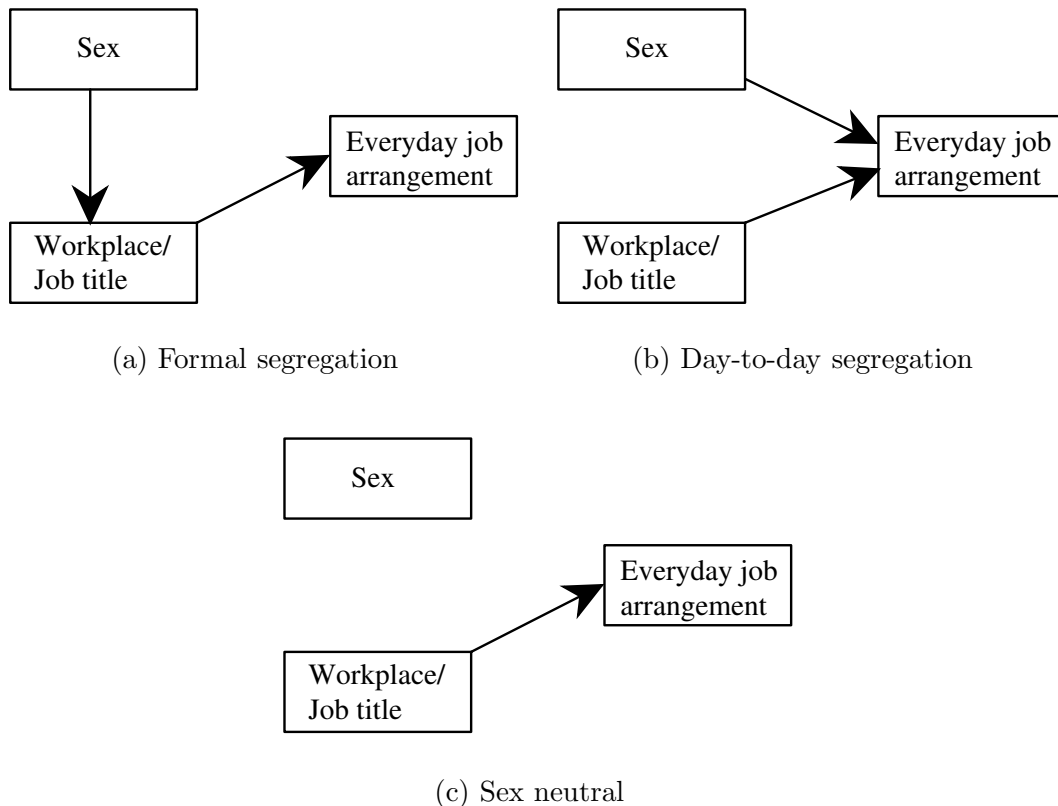 Sex
Everyday job
arrangement
Workplace/
Job title
(a) Formal segregation
Sex
Everyday job
arrangement
Workplace/
Job title
(b) Day-to-day segregation
Sex
Everyday job
arrangement
Workplace/
Job title
(c) Sex neutral